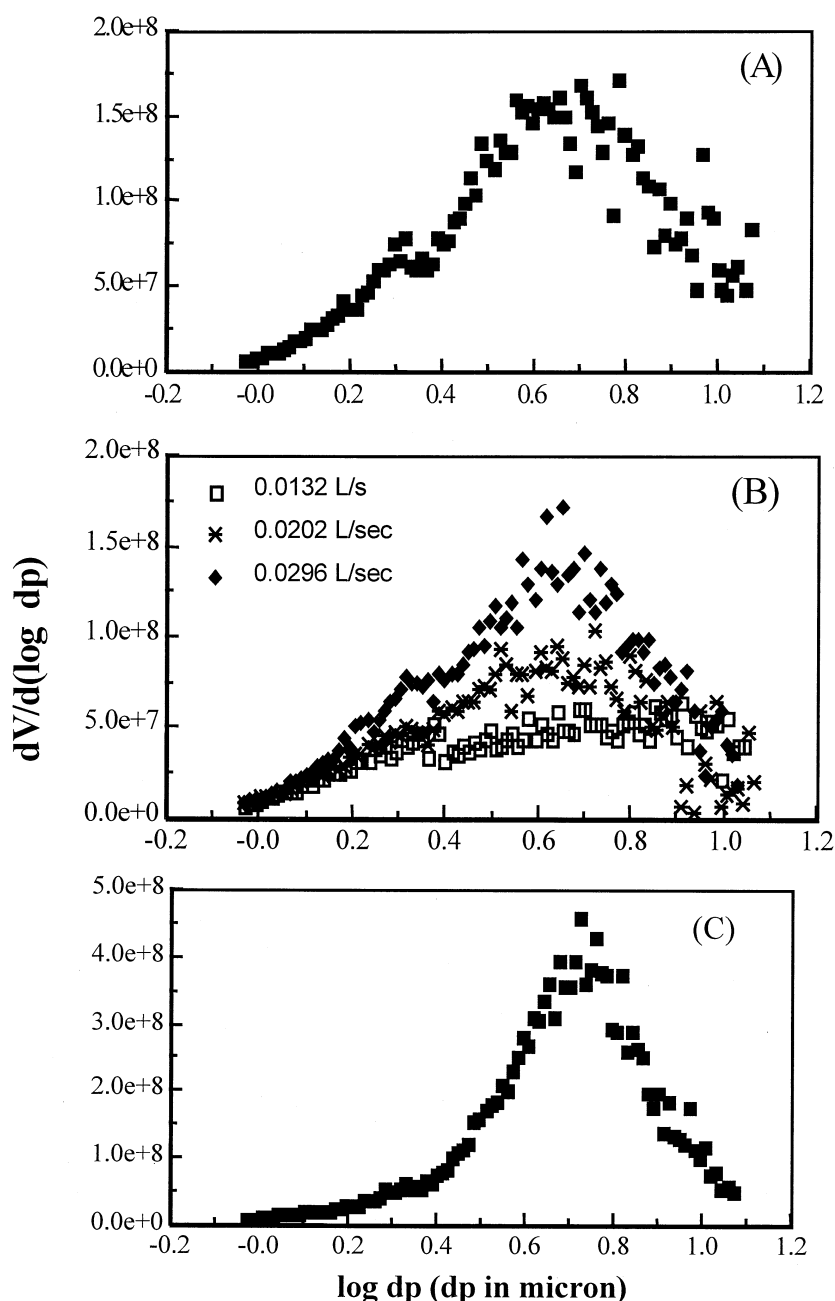 2.0e+8
(A)
1.5e+8
1.0e+8
5.0e+7
0.0e+0
-0.2 -0.0 0.2 0.4 0.6 0.8 1.0 1.2
2.0e+8
0.0132 L/s
(B)
0.0202 L/sec
1.5e+8
0.0296 L/sec
1.0e+8
5.0e+7
0.0e+0
-0.2 -0.0 0.2 0.4 0.6 0.8 1.0 1.2
dV/d(log dp)
5.0e+8
(C)
4.0e+8
3.0e+8
2.0e+8
1.0e+8
0.0e+0
-0.2 -0.0 0.2 0.4 0.6 0.8 1.0 1.2
log dp (dp in micron)